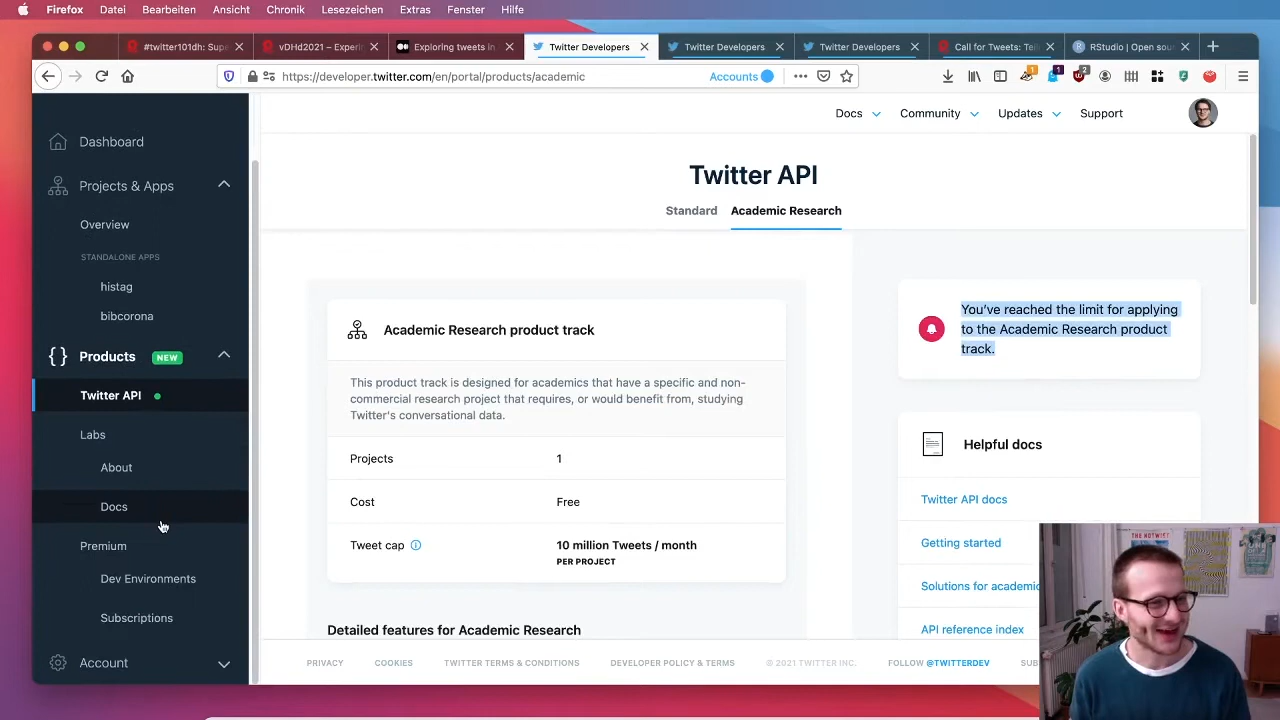 Firefox Datei Bearbeiten Ansicht Chronik Lesezeichen Extras Fenster Hilfe
#twitter101dh: Sup
vDHd2021 – Experi
Exploring tweets in
Twitter Developers
Twitter Developers
Twitter Developers
Call for Tweets: Tei
RStudio | Open sou
https://developer.twitter.com/en/portal/products/academic
Accounts
1
1
2
Docs Community Updates Support
Dashboard
Projects & Apps
Overview
STANDALONE APPS
histag
bibcorona
{ } Products NEW
Twitter API
Labs
About
Docs
Premium
Dev Environments
Subscriptions
Account
Twitter API
Standard Academic Research
Academic Research product track
This product track is designed for academics that have a specific and non-
commercial research project that requires, or would benefit from, studying
Twitter's conversational data.
Projects 1
Cost Free
Tweet cap 10 million Tweets / month
PER PROJECT
Detailed features for Academic Research
You’ve reached the limit for applying
to the Academic Research product
track.
Helpful docs
Twitter API docs
Getting started
Solutions for academic
API reference index
THE NOTWIST
PRIVACY COOKIES TWITTER TERMS & CONDITIONS DEVELOPER POLICY & TERMS © 2021 TWITTER INC. FOLLOW @TWITTERDEV SUB